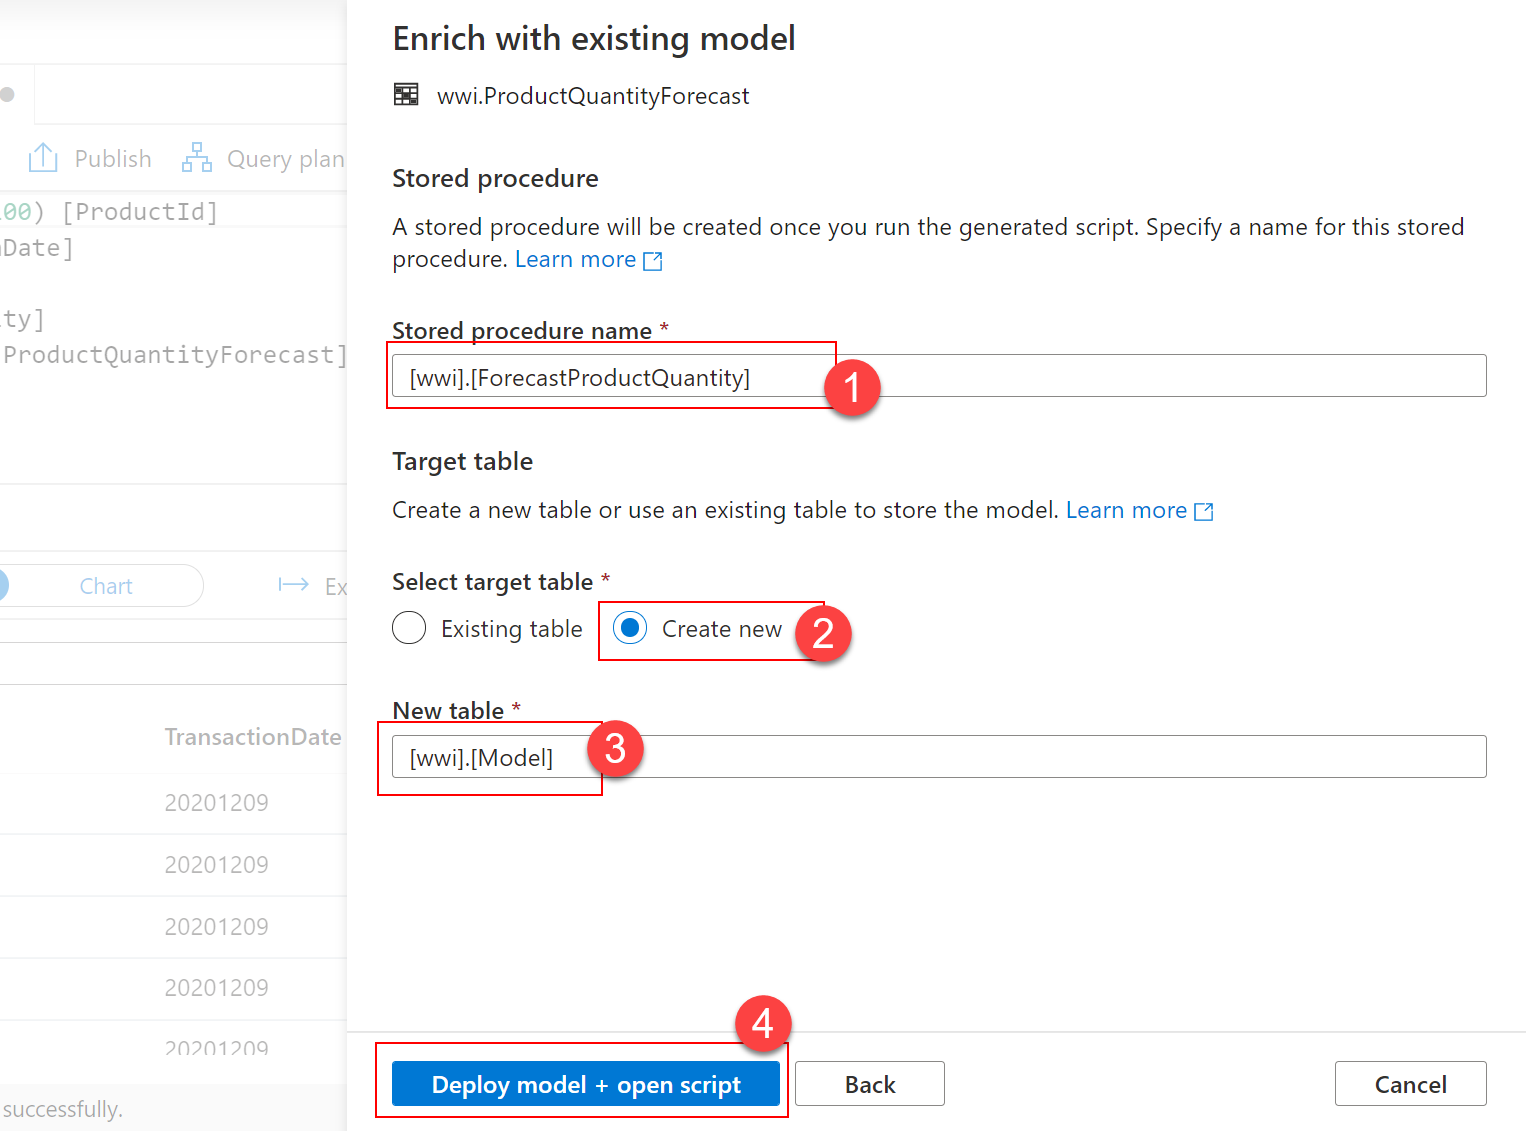 Enrich with existing model
wwi.ProductQuantityForecast
Publish
Query plan
Stored procedure
00) [ProductId]
A stored procedure will be created once you run the generated script. Specify a name for this stored
Date]
procedure. Learn more
ty]
Stored procedure name *
ProductQuantityForecast]
[wwi].[ForecastProductQuantity]
1
Target table
Create a new table or use an existing table to store the model. Learn more
Chart
Ex
Select target table *
Existing table
Create new
2
New table *
TransactionDate
[wwi].[Model]
3
20201209
20201209
20201209
20201209
20201209
4
Deploy model + open script
Back
Cancel
successfully.